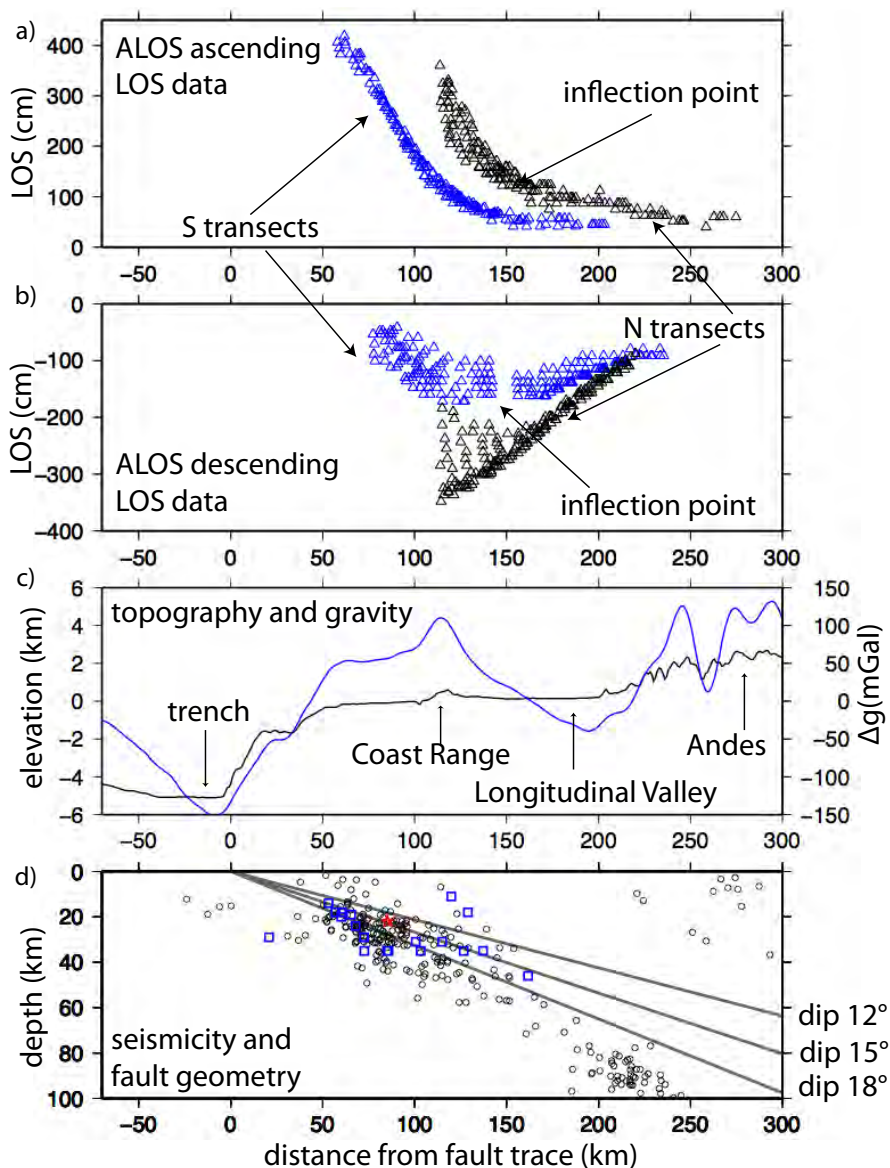 a)
ALOS ascending
LOS data
inflection point
S transects
LOS (cm)
400
300
200
100
0
−50 0 50 100 150 200 250 300
b)
N transects
ALOS descending
LOS data
inflection point
LOS (cm)
0
−100
−200
−300
−400
−50 0 50 100 150 200 250 300
c)
topography and gravity
trench
Coast Range
Longitudinal Valley
Andes
elevation (km)
6
4
2
0
−2
−4
−6
Δg(mGal)
150
100
50
0
−50
−100
−150
−50 0 50 100 150 200 250 300
d)
seismicity and
fault geometry
depth (km)
0
20
40
60
80
100
dip 12°
dip 15°
dip 18°
−50 0 50 100 150 200 250 300
distance from fault trace (km)